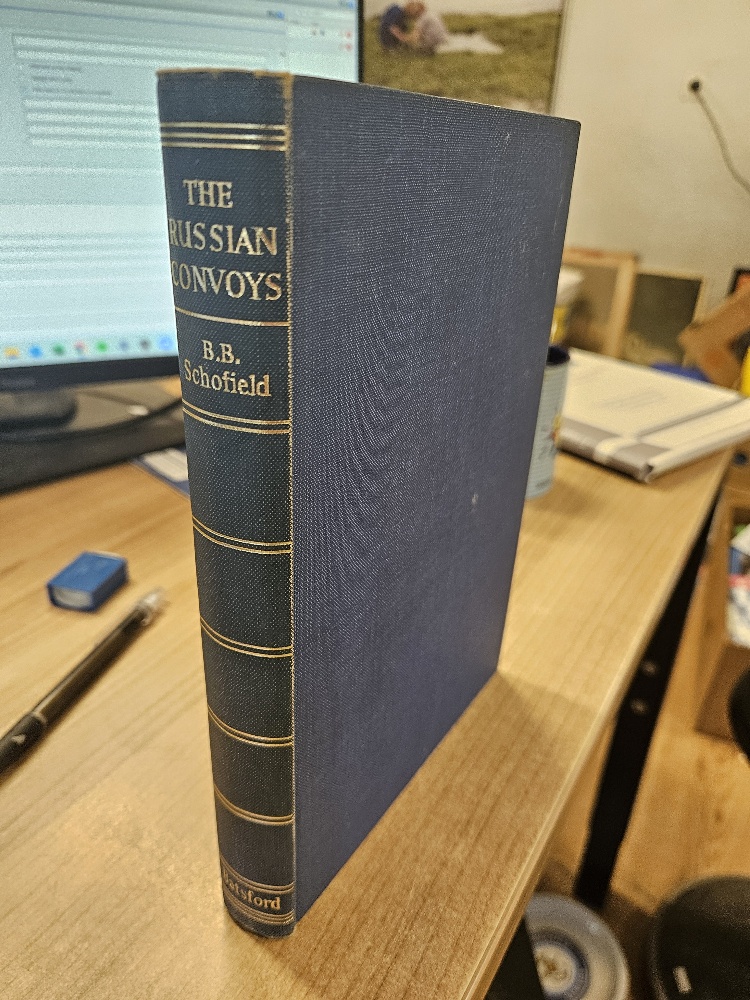 THE
RUSSIAN
CONVOYS
B.B.
Schofield
Batsford